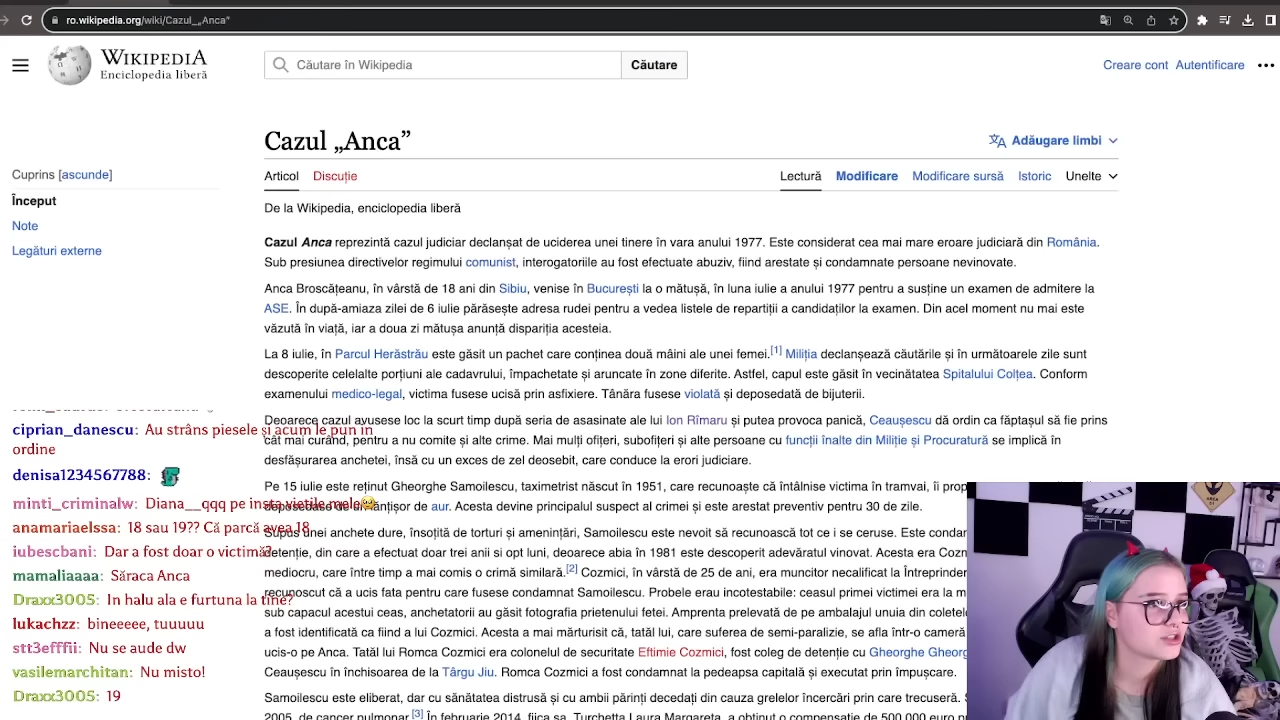 ro.wikipedia.org/wiki/Cazul_„Anca”
WIKIPEDIA
Enciclopedia liberă
Căutare în Wikipedia
Căutare
Creare cont Autentificare
Cazul „Anca”
Adăugare limbi
Cuprins [ascunde]
Articol Discuție
Lectură Modificare Modificare sursă Istoric Unelte
Început
De la Wikipedia, enciclopedia liberă
Note
Legături externe
Cazul Anca reprezintă cazul judiciar declanșat de uciderea unei tinere în vara anului 1977. Este considerat cea mai mare eroare judiciară din România.
Sub presiunea directivelor regimului comunist, interogatoriile au fost efectuate abuziv, fiind arestate și condamnate persoane nevinovate.
Anca Broscățeanu, în vârstă de 18 ani din Sibiu, venise în București la o mătușă, în luna iulie a anului 1977 pentru a susține un examen de admitere la
ASE. În după-amiaza zilei de 6 iulie părăsește adresa rudei pentru a vedea listele de repartiții a candidaților la examen. Din acel moment nu mai este
văzută în viață, iar a doua zi mătușa anunță dispariția acesteia.
La 8 iulie, în Parcul Herăstrău este găsit un pachet care conținea două mâini ale unei femei.[1] Miliția declanșează căutările și în următoarele zile sunt
descoperite celelalte porțiuni ale cadavrului, împachetate și aruncate în zone diferite. Astfel, capul este găsit în vecinătatea Spitalului Colțea. Conform
examenului medico-legal, victima fusese ucisă prin asfixiere. Tânăra fusese violată și deposedată de bijuterii.
Deoarece cazul avusese loc la scurt timp după seria de asasinate ale lui Ion Rîmaru și putea provoca panică, Ceaușescu dă ordin ca făptașul să fie prins
cât mai curând, pentru a nu comite și alte crime. Mai mulți ofițeri, subofițeri și alte persoane cu funcții înalte din Miliție și Procuratură se implică în
desfășurarea anchetei, însă cu un exces de zel deosebit, care conduce la erori judiciare.
Pe 15 iulie este reținut Gheorghe Samoilescu, taximetrist născut în 1951, care recunoaște că întâlnise victima în tramvai, îi prop
de aur. Acesta devine principalul suspect al crimei și este arestat preventiv pentru 30 de zile.
Supus unei anchete dure, însoțită de torturi și amenințări, Samoilescu este nevoit să recunoască tot ce i se ceruse. Este condar
detenție, din care a efectuat doar trei anii si opt luni, deoarece abia în 1981 este descoperit adevăratul vinovat. Acesta era Cozn
mediocru, care între timp a mai comis o crimă similară.[2] Cozmici, în vârstă de 25 de ani, era muncitor necalificat la Întreprinder
recunoscut că a ucis fata pentru care fusese condamnat Samoilescu. Probele erau incontestabile: ceasul primei victimei era la m
sub capacul acestui ceas, anchetatorii au găsit fotografia prietenului fetei. Amprenta prelevată de pe ambalajul unuia din coletele
a fost identificată ca fiind a lui Cozmici. Acesta a mai mărturisit că, tatăl lui, care suferea de semi-paralizie, se afla într-o cameră
ucis-o pe Anca. Tatăl lui Romca Cozmici era colonelul de securitate Eftimie Cozmici, fost coleg de detenție cu Gheorghe Gheorg
Ceaușescu în închisoarea de la Târgu Jiu. Romca Cozmici a fost condamnat la pedeapsa capitală și executat prin împușcare.
Samoilescu este eliberat, dar cu sănătatea distrusă și cu ambii părinți decedați din cauza grelelor încercări prin care trecuseră.
2005, de cancer pulmonar.[3] În februarie 2014, fiica sa, Turchetta Laura Margareta, a obținut o compensație de 500.000 euro
ciprian_danescu: Au strâns piesele și acum le pun in
ordine
denisa1234567788:
minti_criminalw: Diana__qqq pe insta vietile mele
anamariaelssa: 18 sau 19?? Că parcă avea 18
iubescbani: Dar a fost doar o victimă?
mamaliaaaa: Săraca Anca
Draxx3005: In halu ala e furtuna la tine?
lukachzz: bineeeee, tuuuuu
stt3efffii: Nu se aude dw
vasilemarchitan: Nu misto!
Draxx3005: 19